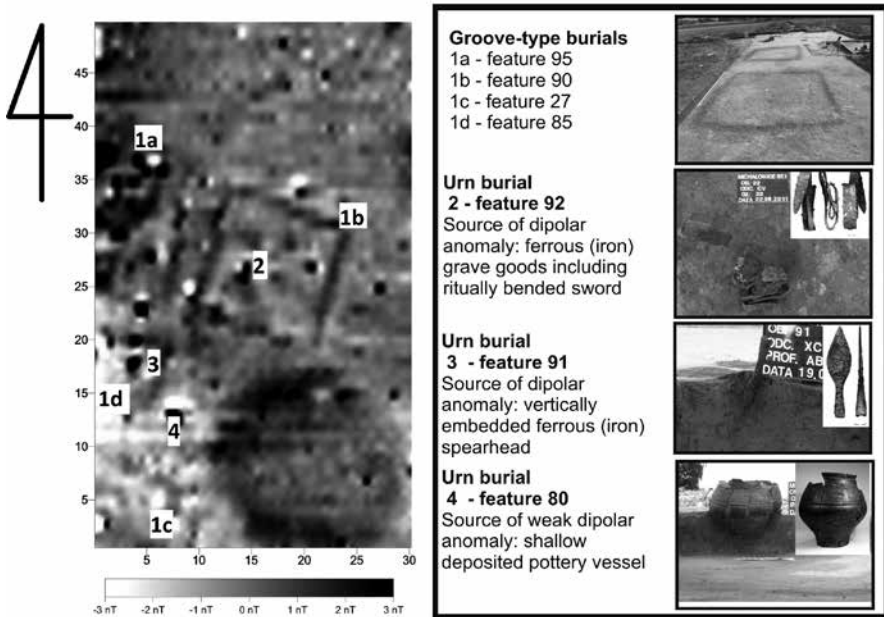 4
45
40
35
30
25
20
15
10
5
1a
1b
2
3
1d
4
1c
5 10 15 20 25 30
-3 nT -2 nT -1 nT 0 nT 1 nT 2 nT 3 nT
Groove-type burials
1a - feature 95
1b - feature 90
1c - feature 27
1d - feature 85
Urn burial
2 - feature 92
Source of dipolar
anomaly: ferrous (iron)
grave goods including
ritually bended sword
Urn burial
3 - feature 91
Source of dipolar
anomaly: vertically
embedded ferrous (iron)
spearhead
OB. 91
ODC. XC
PROF. AB
DATA 19.0
Urn burial
4 - feature 80
Source of weak dipolar
anomaly: shallow
deposited pottery vessel